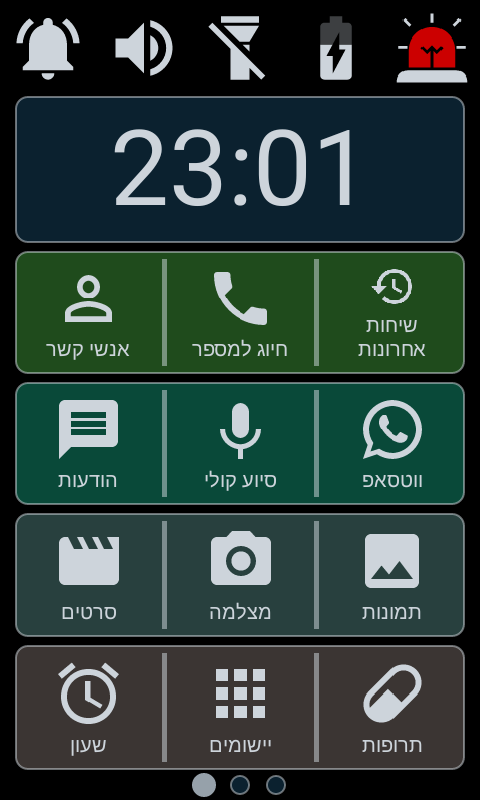 23:01
שיחות
אחרונות
חיוג למספר
אנשי קשר
ווטסאפ
סיוע קולי
הודעות
תמונות
מצלמה
סרטים
תרופות
יישומים
שעון